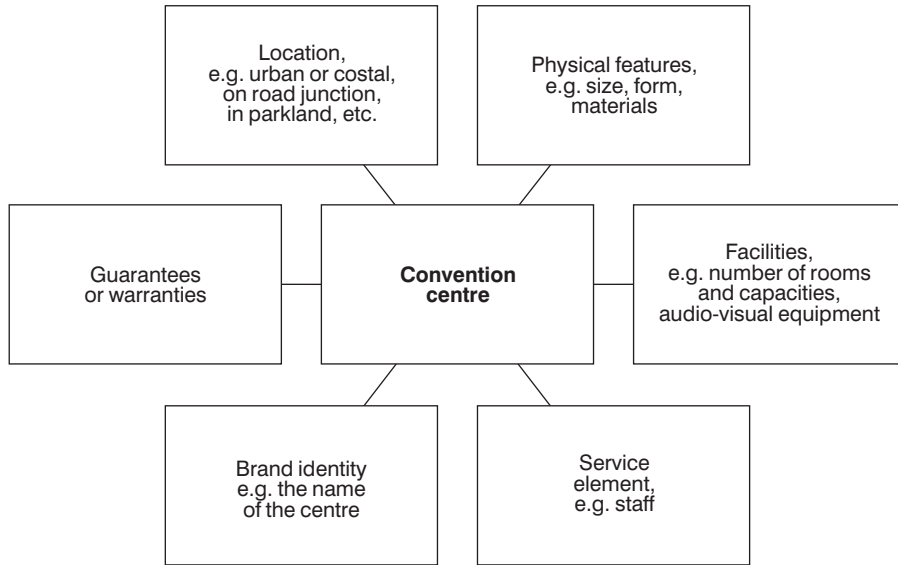 Location,
e.g. urban or costal,
on road junction,
in parkland, etc.
Physical features,
e.g. size, form,
materials
Guarantees
or warranties
Convention
centre
Facilities,
e.g. number of rooms
and capacities,
audio-visual equipment
Brand identity
e.g. the name
of the centre
Service
element,
e.g. staff